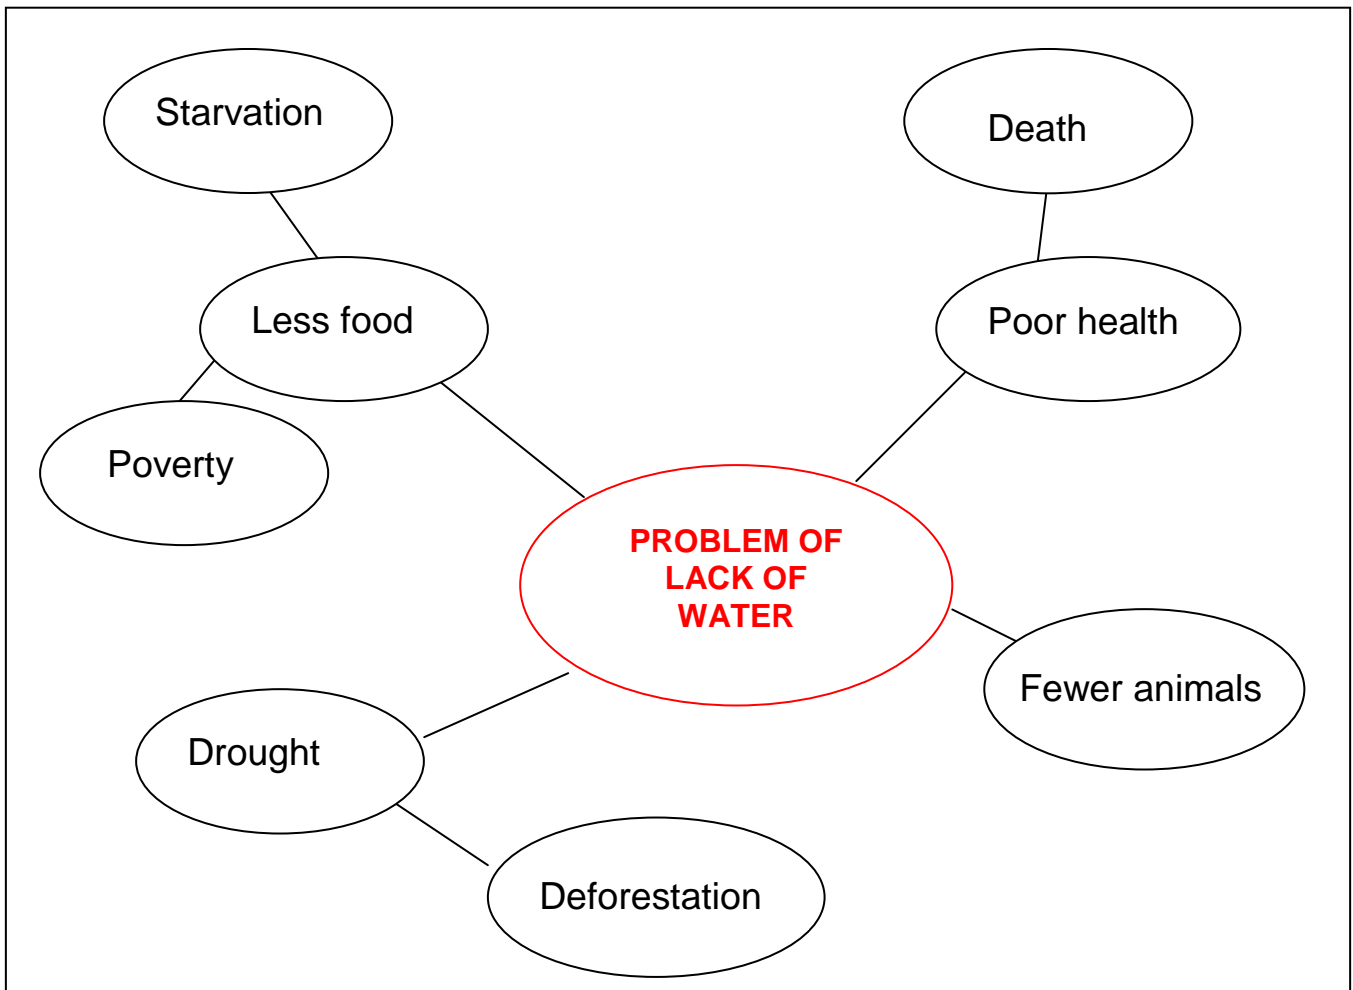 Starvation
Death
Less food
Poor health
Poverty
PROBLEM OF
LACK OF
WATER
Fewer animals
Drought
Deforestation